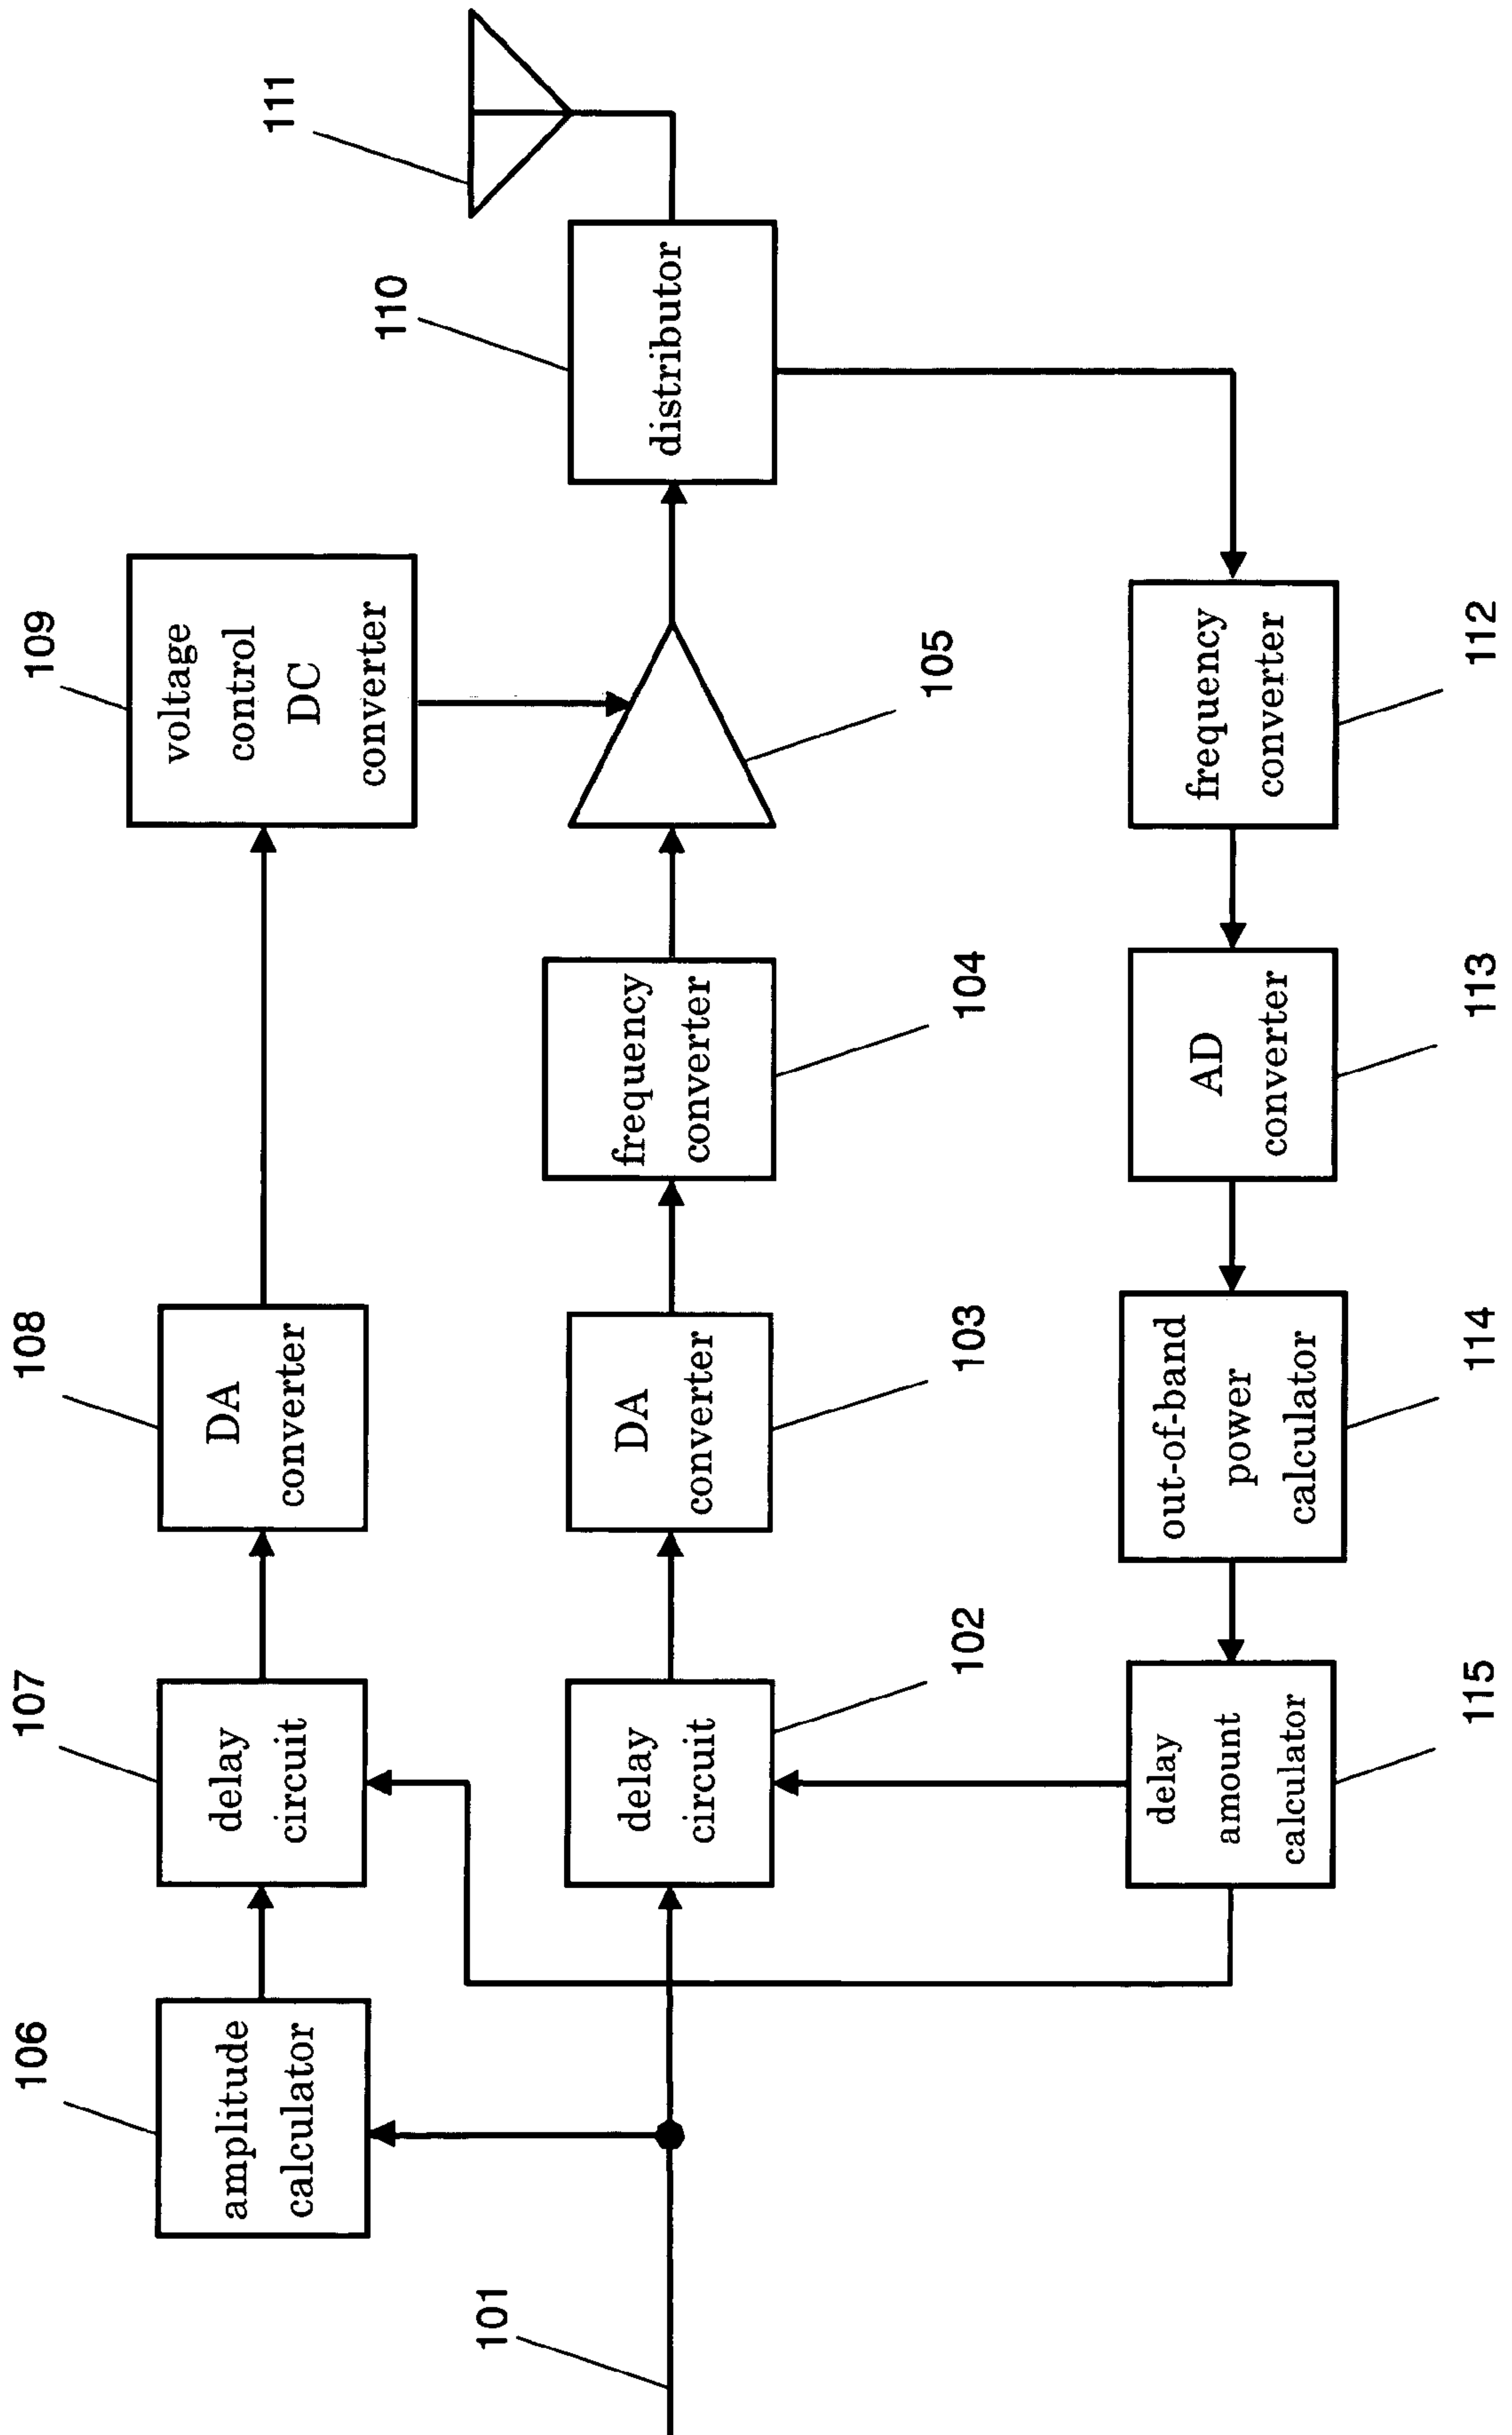 106
amplitude
calculator
107
delay
circuit
108
DA
converter
109
voltage
control
DC
converter
101
delay
circuit
102
DA
converter
103
frequency
converter
104
105
110
distributor
111
delay
amount
calculator
115
out-of-band
power
calculator
114
AD
converter
113
frequency
converter
112